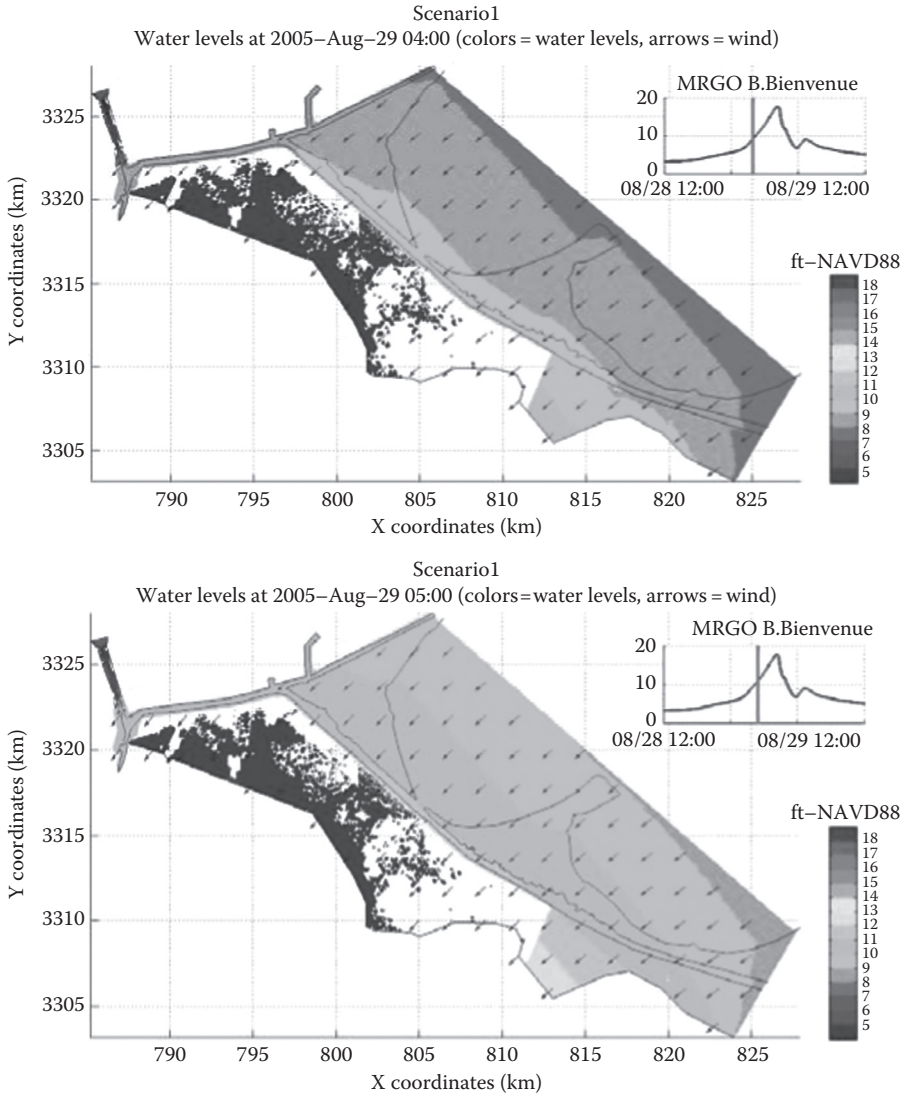 Scenario1
Water levels at 2005–Aug–29 04:00 (colors = water levels, arrows = wind)
MRGO B.Bienvenue
20
10
0
08/28 12:00 08/29 12:00
Y coordinates (km)
3325
3320
3315
3310
3305
790 795 800 805 810 815 820 825
X coordinates (km)
ft–NAVD88
18
17
16
15
14
13
12
11
10
9
8
7
6
5
Scenario1
Water levels at 2005–Aug–29 05:00 (colors=water levels, arrows = wind)
MRGO B.Bienvenue
20
10
0
08/28 12:00 08/29 12:00
Y coordinates (km)
3325
3320
3315
3310
3305
790 795 800 805 810 815 820 825
X coordinates (km)
ft–NAVD88
18
17
16
15
14
13
12
11
10
9
8
7
6
5